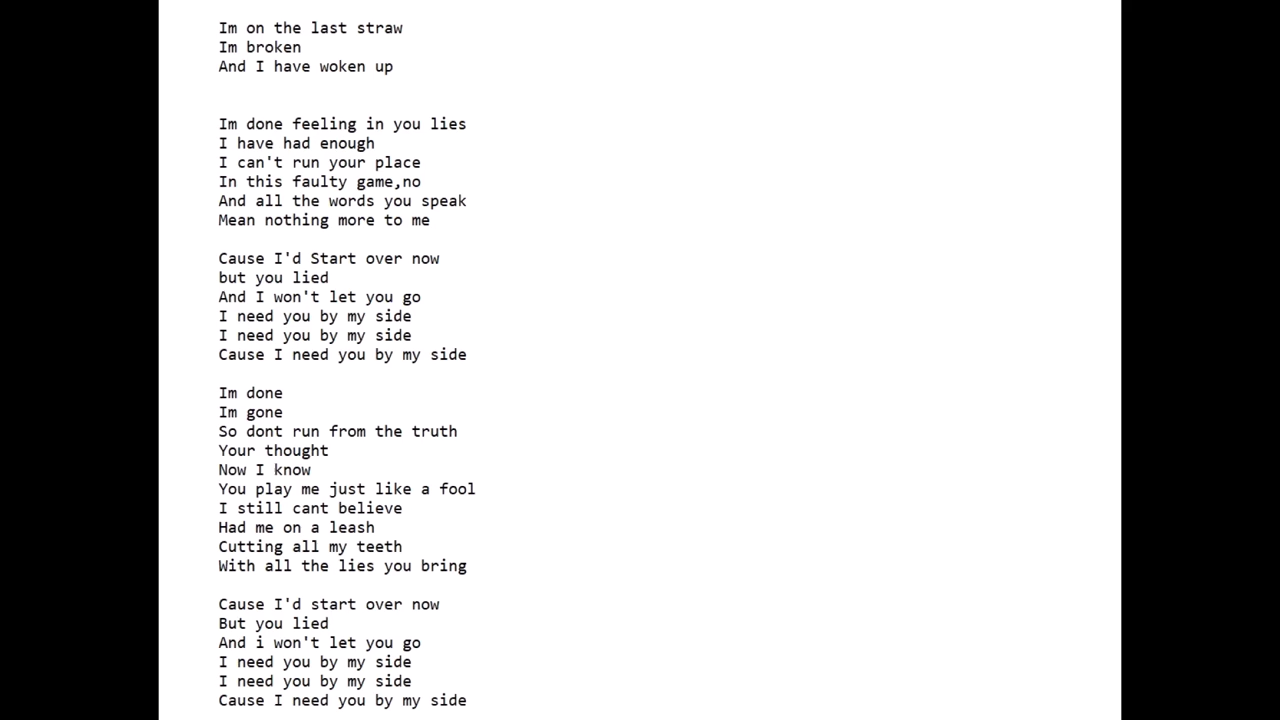 Im on the last straw
Im broken
And I have woken up
Im done feeling in you lies
I have had enough
I can't run your place
In this faulty game,no
And all the words you speak
Mean nothing more to me
Cause I'd Start over now
but you lied
And I won't let you go
I need you by my side
I need you by my side
Cause I need you by my side
Im done
Im gone
So dont run from the truth
Your thought
Now I know
You play me just like a fool
I still cant believe
Had me on a leash
Cutting all my teeth
With all the lies you bring
Cause I'd start over now
But you lied
And i won't let you go
I need you by my side
I need you by my side
Cause I need you by my side